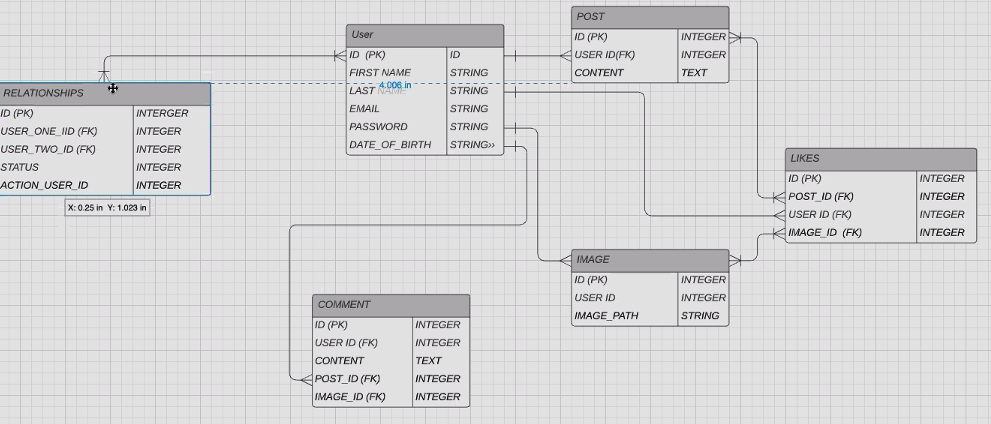 POST
ID (PK) INTEGER
USER ID(FK) INTEGER
CONTENT TEXT
User
ID (PK) ID
FIRST NAME STRING
LAST NAME STRING
4.006 in
EMAIL STRING
PASSWORD STRING
DATE_OF_BIRTH STRING>>
RELATIONSHIPS
ID (PK) INTERGER
USER_ONE_IID (FK) INTEGER
USER_TWO_ID (FK) INTEGER
STATUS INTEGER
ACTION_USER_ID INTEGER
X: 0.25 in Y: 1.023 in
LIKES
ID (PK) INTEGER
POST_ID (FK) INTEGER
USER ID (FK) INTEGER
IMAGE_ID (FK) INTEGER
IMAGE
ID (PK) INTEGER
USER ID INTEGER
IMAGE_PATH STRING
COMMENT
ID (PK) INTEGER
USER ID (FK) INTEGER
CONTENT TEXT
POST_ID (FK) INTEGER
IMAGE_ID (FK) INTEGER